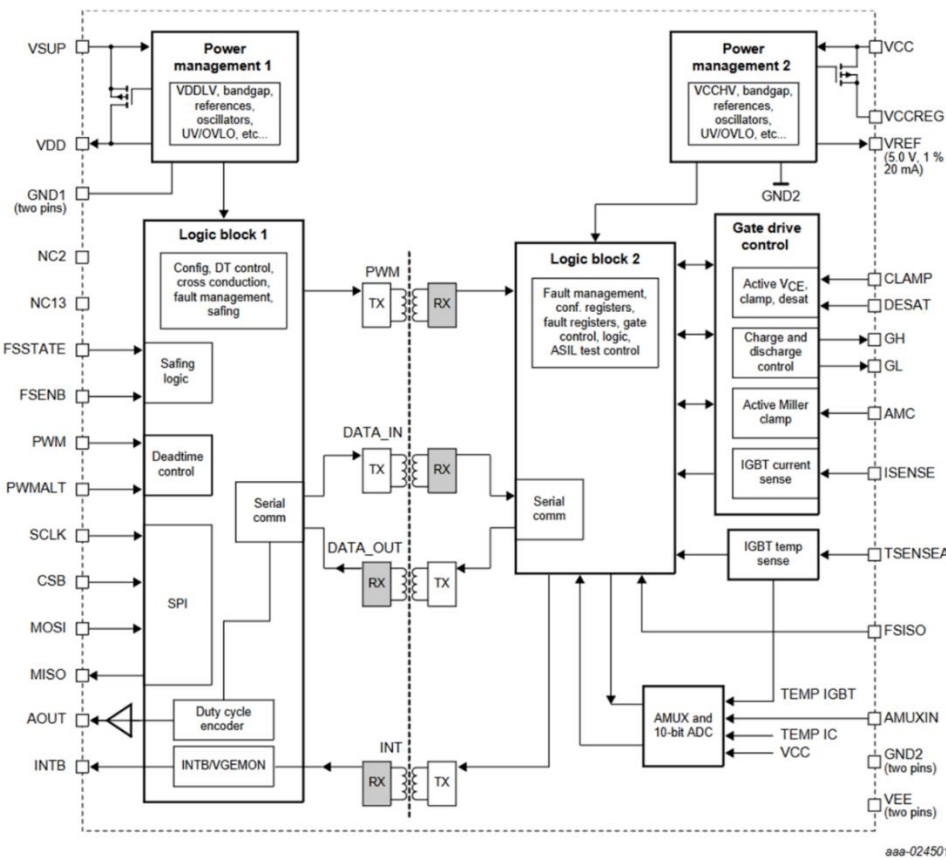 VSUP
VDD
GND1
(two pins)
NC2
NC13
FSSTATE
FSENB
PWM
PWMALT
SCLK
CSB
MOSI
MISO
AOUT
INTB
Power
management 1
VDDLV, bandgap,
references,
oscillators,
UV/OVLO, etc...
Logic block 1
Config, DT control,
cross conduction,
fault management,
safing
Safing
logic
Deadtime
control
Serial
comm
SPI
Duty cycle
encoder
INTB/VGEMON
PWM
TX
RX
DATA_IN
TX
RX
DATA_OUT
RX
TX
INT
RX
TX
Power
management 2
VCCHV, bandgap,
references,
oscillators,
UV/OVLO, etc...
GND2
Logic block 2
Fault management,
conf. registers,
fault registers, gate
control, logic,
ASIL test control
Serial
comm
Gate drive
control
Active VCE,
clamp, desat
Charge and
discharge
control
Active Miller
clamp
IGBT current
sense
IGBT temp
sense
AMUX and
10-bit ADC
TEMP IGBT
TEMP IC
VCC
VCC
VCCREG
VREF
(5.0 V, 1 %
20 mA)
CLAMP
DESAT
GH
GL
AMC
ISENSE
TSENSEA
FSISO
AMUXIN
GND2
(two pins)
VEE
(two pins)